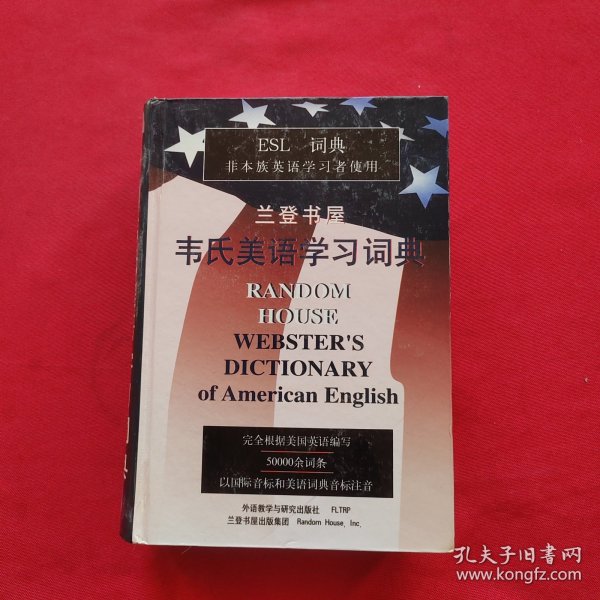 ESL 词典
非本族英语学习者使用
兰登书屋
韦氏美语学习词典
RANDOM
HOUSE
WEBSTER'S
DICTIONARY
of American English
完全根据美国英语编写
50000余词条
以国际音标和美语词典音标注音
外语教学与研究出版社 FLTRP
兰登书屋出版集团 Random House, Inc.
孔夫子旧书网
www.kongfz.com